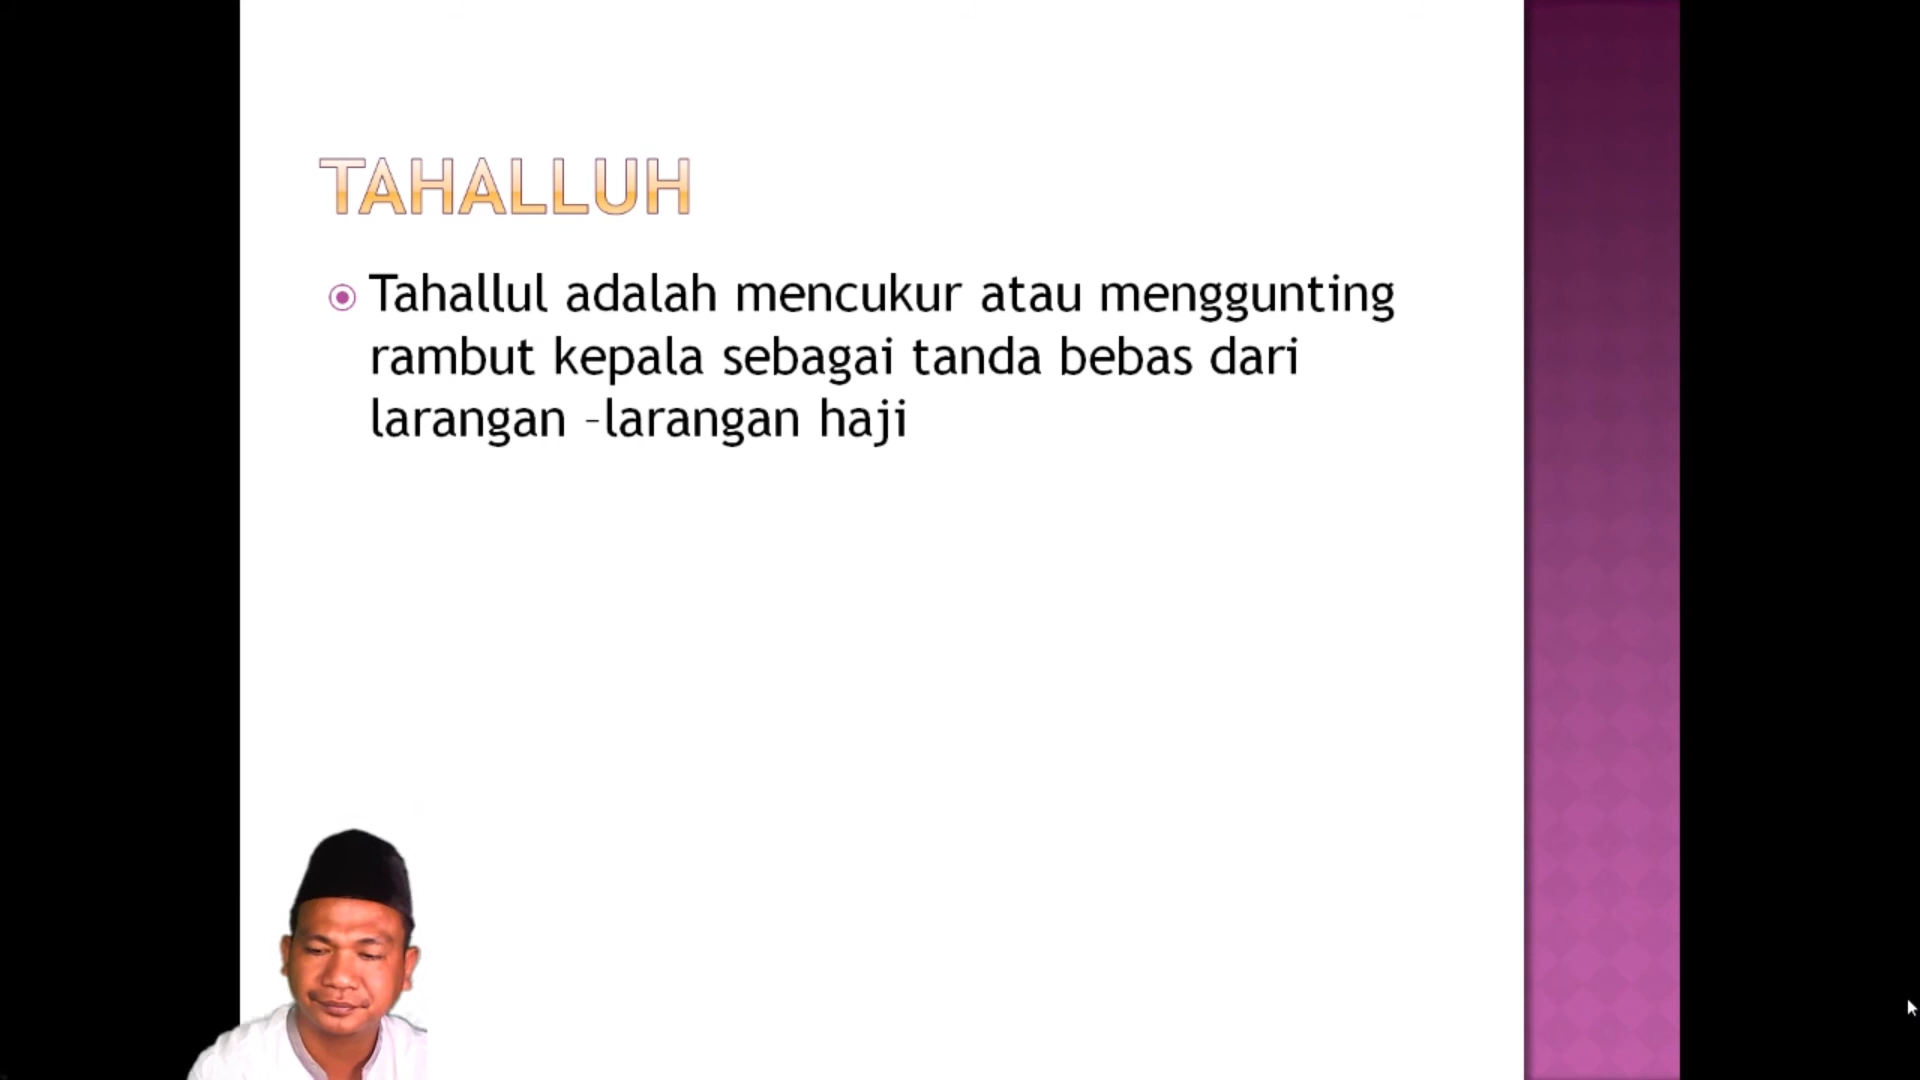 TAHALLUH
Tahallul adalah mencukur atau menggunting
rambut kepala sebagai tanda bebas dari
larangan –larangan haji